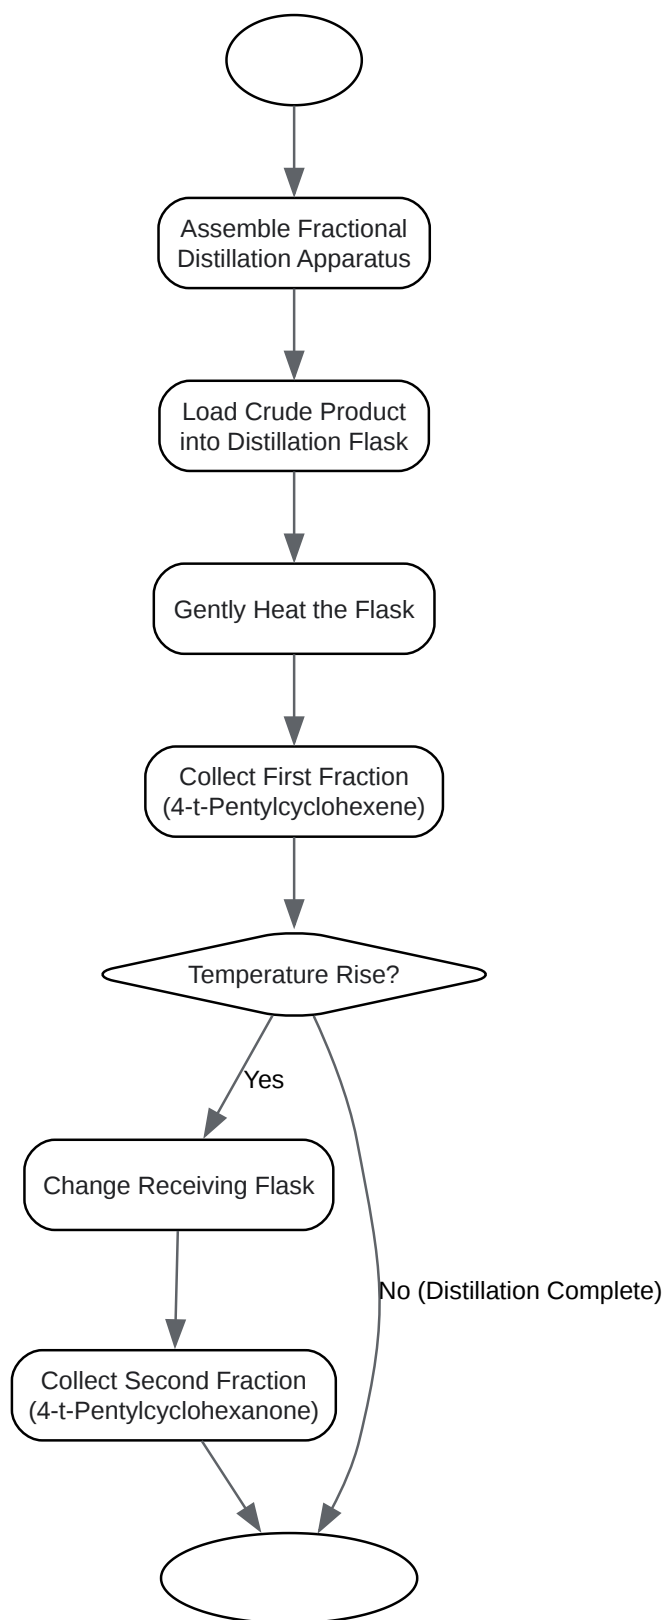 Assemble Fractional
Distillation Apparatus
Load Crude Product
into Distillation Flask
Gently Heat the Flask
Collect First Fraction
(4-t-Pentylcyclohexene)
Temperature Rise?
Yes
Change Receiving Flask
No (Distillation Complete)
Collect Second Fraction
(4-t-Pentylcyclohexanone)